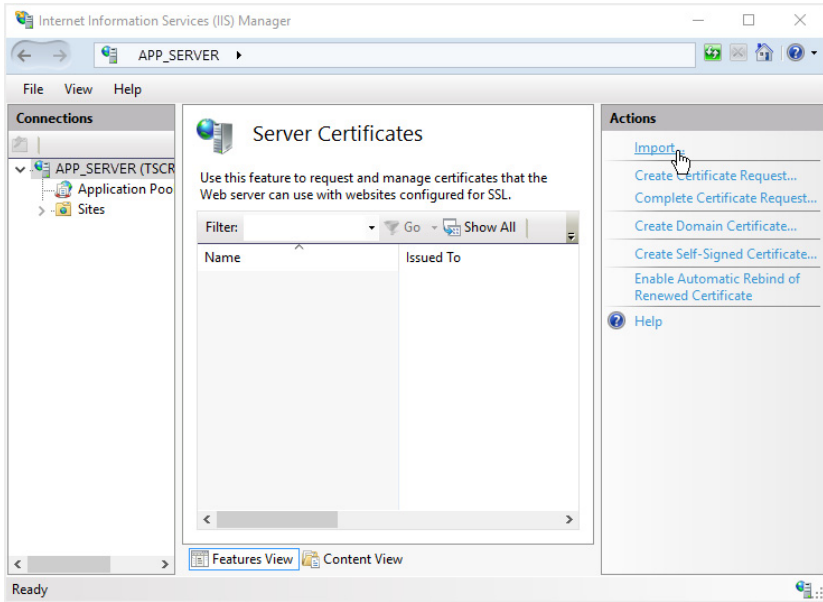 Internet Information Services (IIS) Manager
APP_SERVER
File View Help
Connections
APP_SERVER (TSCR
Application Poo
Sites
Server Certificates
Use this feature to request and manage certificates that the
Web server can use with websites configured for SSL.
Filter: Go Show All
Name Issued To
Features View Content View
Actions
Import...
Create Certificate Request...
Complete Certificate Request...
Create Domain Certificate...
Create Self-Signed Certificate...
Enable Automatic Rebind of
Renewed Certificate
Help
Ready